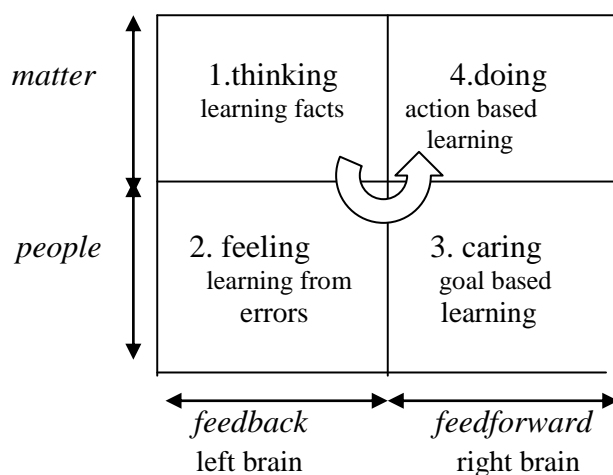 matter
1.thinking
learning facts
4.doing
action based
learning
people
2. feeling
learning from
errors
3. caring
goal based
learning
feedback
left brain
feedforward
right brain